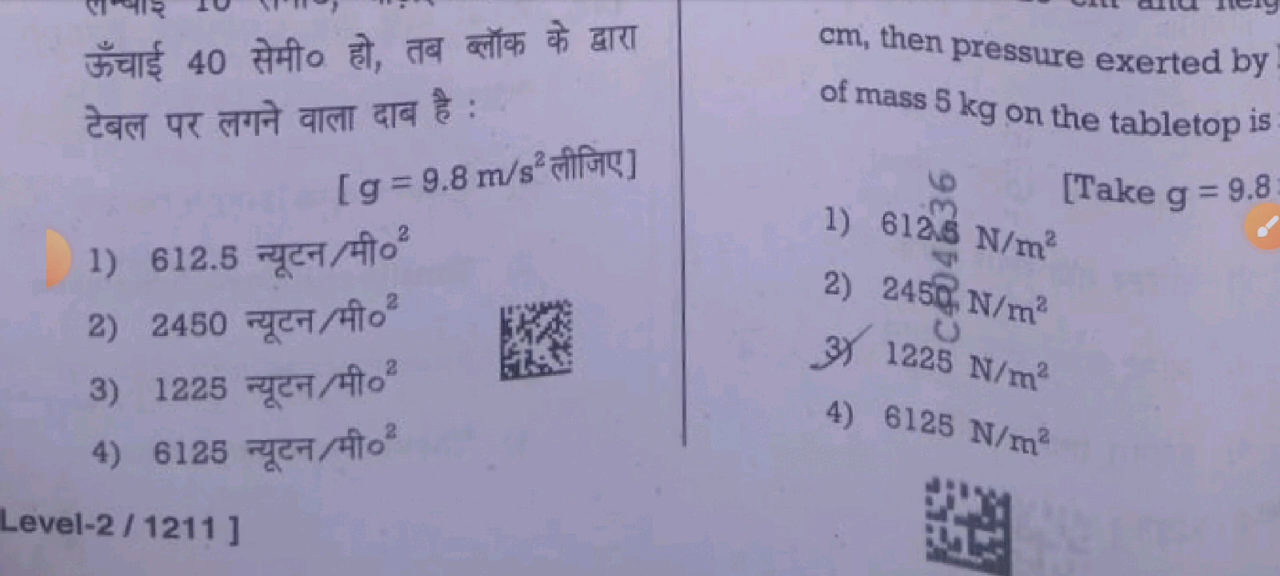 ऊँचाई 40 सेमी० हो, तब ब्लॉक के द्वारा
टेबल पर लगने वाला दाब है :
[ g = 9.8 m/s² लीजिए ]
1) 612.5 न्यूटन/मी०²
2) 2450 न्यूटन/मी०²
3) 1225 न्यूटन/मी०²
4) 6125 न्यूटन/मी०²
Level-2 / 1211 ]
cm, then pressure exerted by
of mass 5 kg on the tabletop is
[Take g = 9.8
1) 612.5 N/m²
2) 2450 N/m²
3) 1225 N/m²
4) 6125 N/m²